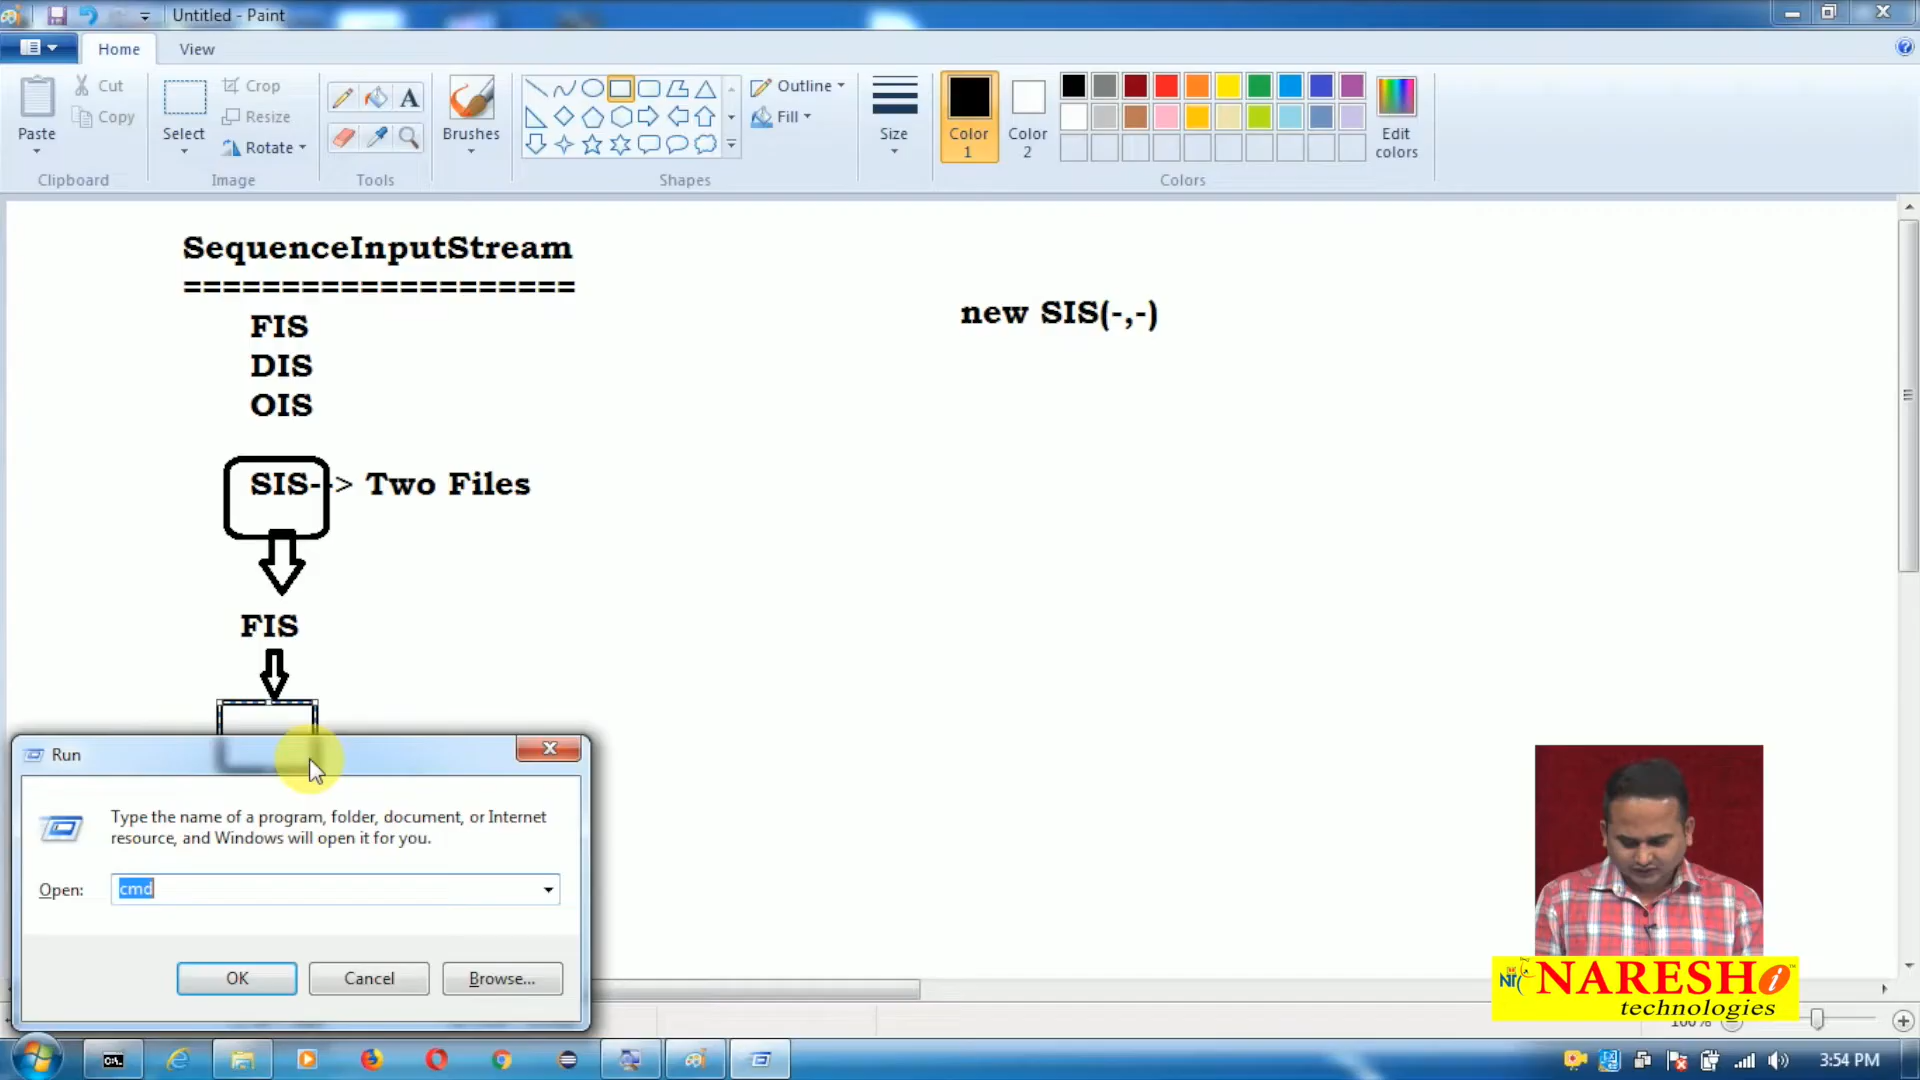 Untitled - Paint
Home
View
Paste
Cut
Copy
Clipboard
Select
Crop
Resize
Rotate
Image
Tools
Brushes
Shapes
Outline
Fill
Size
Color 1
Color 2
Edit colors
Colors
SequenceInputStream
====================
FIS
DIS
OIS
SIS--> Two Files
FIS
new SIS(-,-)
Run
Type the name of a program, folder, document, or Internet
resource, and Windows will open it for you.
Open:
cmd
OK
Cancel
Browse...
NARESH i
technologies
100%
3:54 PM